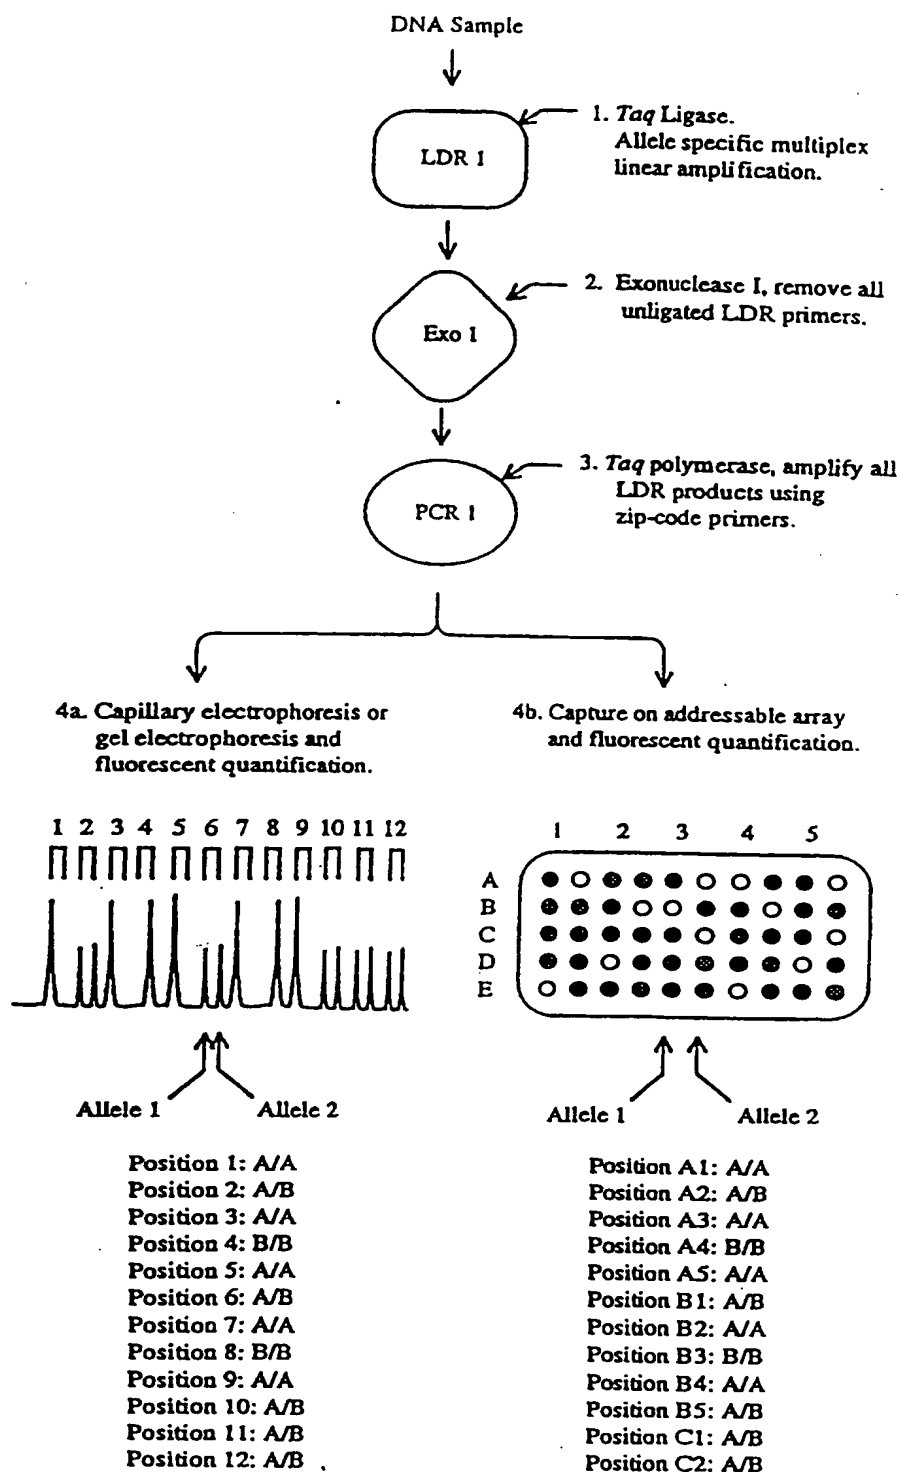 DNA Sample
LDR 1
1. Taq Ligase.
Allele specific multiplex
linear amplification.
Exo 1
2. Exonuclease I, remove all
unligated LDR primers.
PCR 1
3. Taq polymerase, amplify all
LDR products using
zip-code primers.
4a. Capillary electrophoresis or
gel electrophoresis and
fluorescent quantification.
1 2 3 4 5 6 7 8 9 10 11 12
Allele 1 Allele 2
Position 1: A/A
Position 2: A/B
Position 3: A/A
Position 4: B/B
Position 5: A/A
Position 6: A/B
Position 7: A/A
Position 8: B/B
Position 9: A/A
Position 10: A/B
Position 11: A/B
Position 12: A/B
4b. Capture on addressable array
and fluorescent quantification.
1 2 3 4 5
A
B
C
D
E
Allele 1 Allele 2
Position A1: A/A
Position A2: A/B
Position A3: A/A
Position A4: B/B
Position A5: A/A
Position B1: A/B
Position B2: A/A
Position B3: B/B
Position B4: A/A
Position B5: A/B
Position C1: A/B
Position C2: A/B